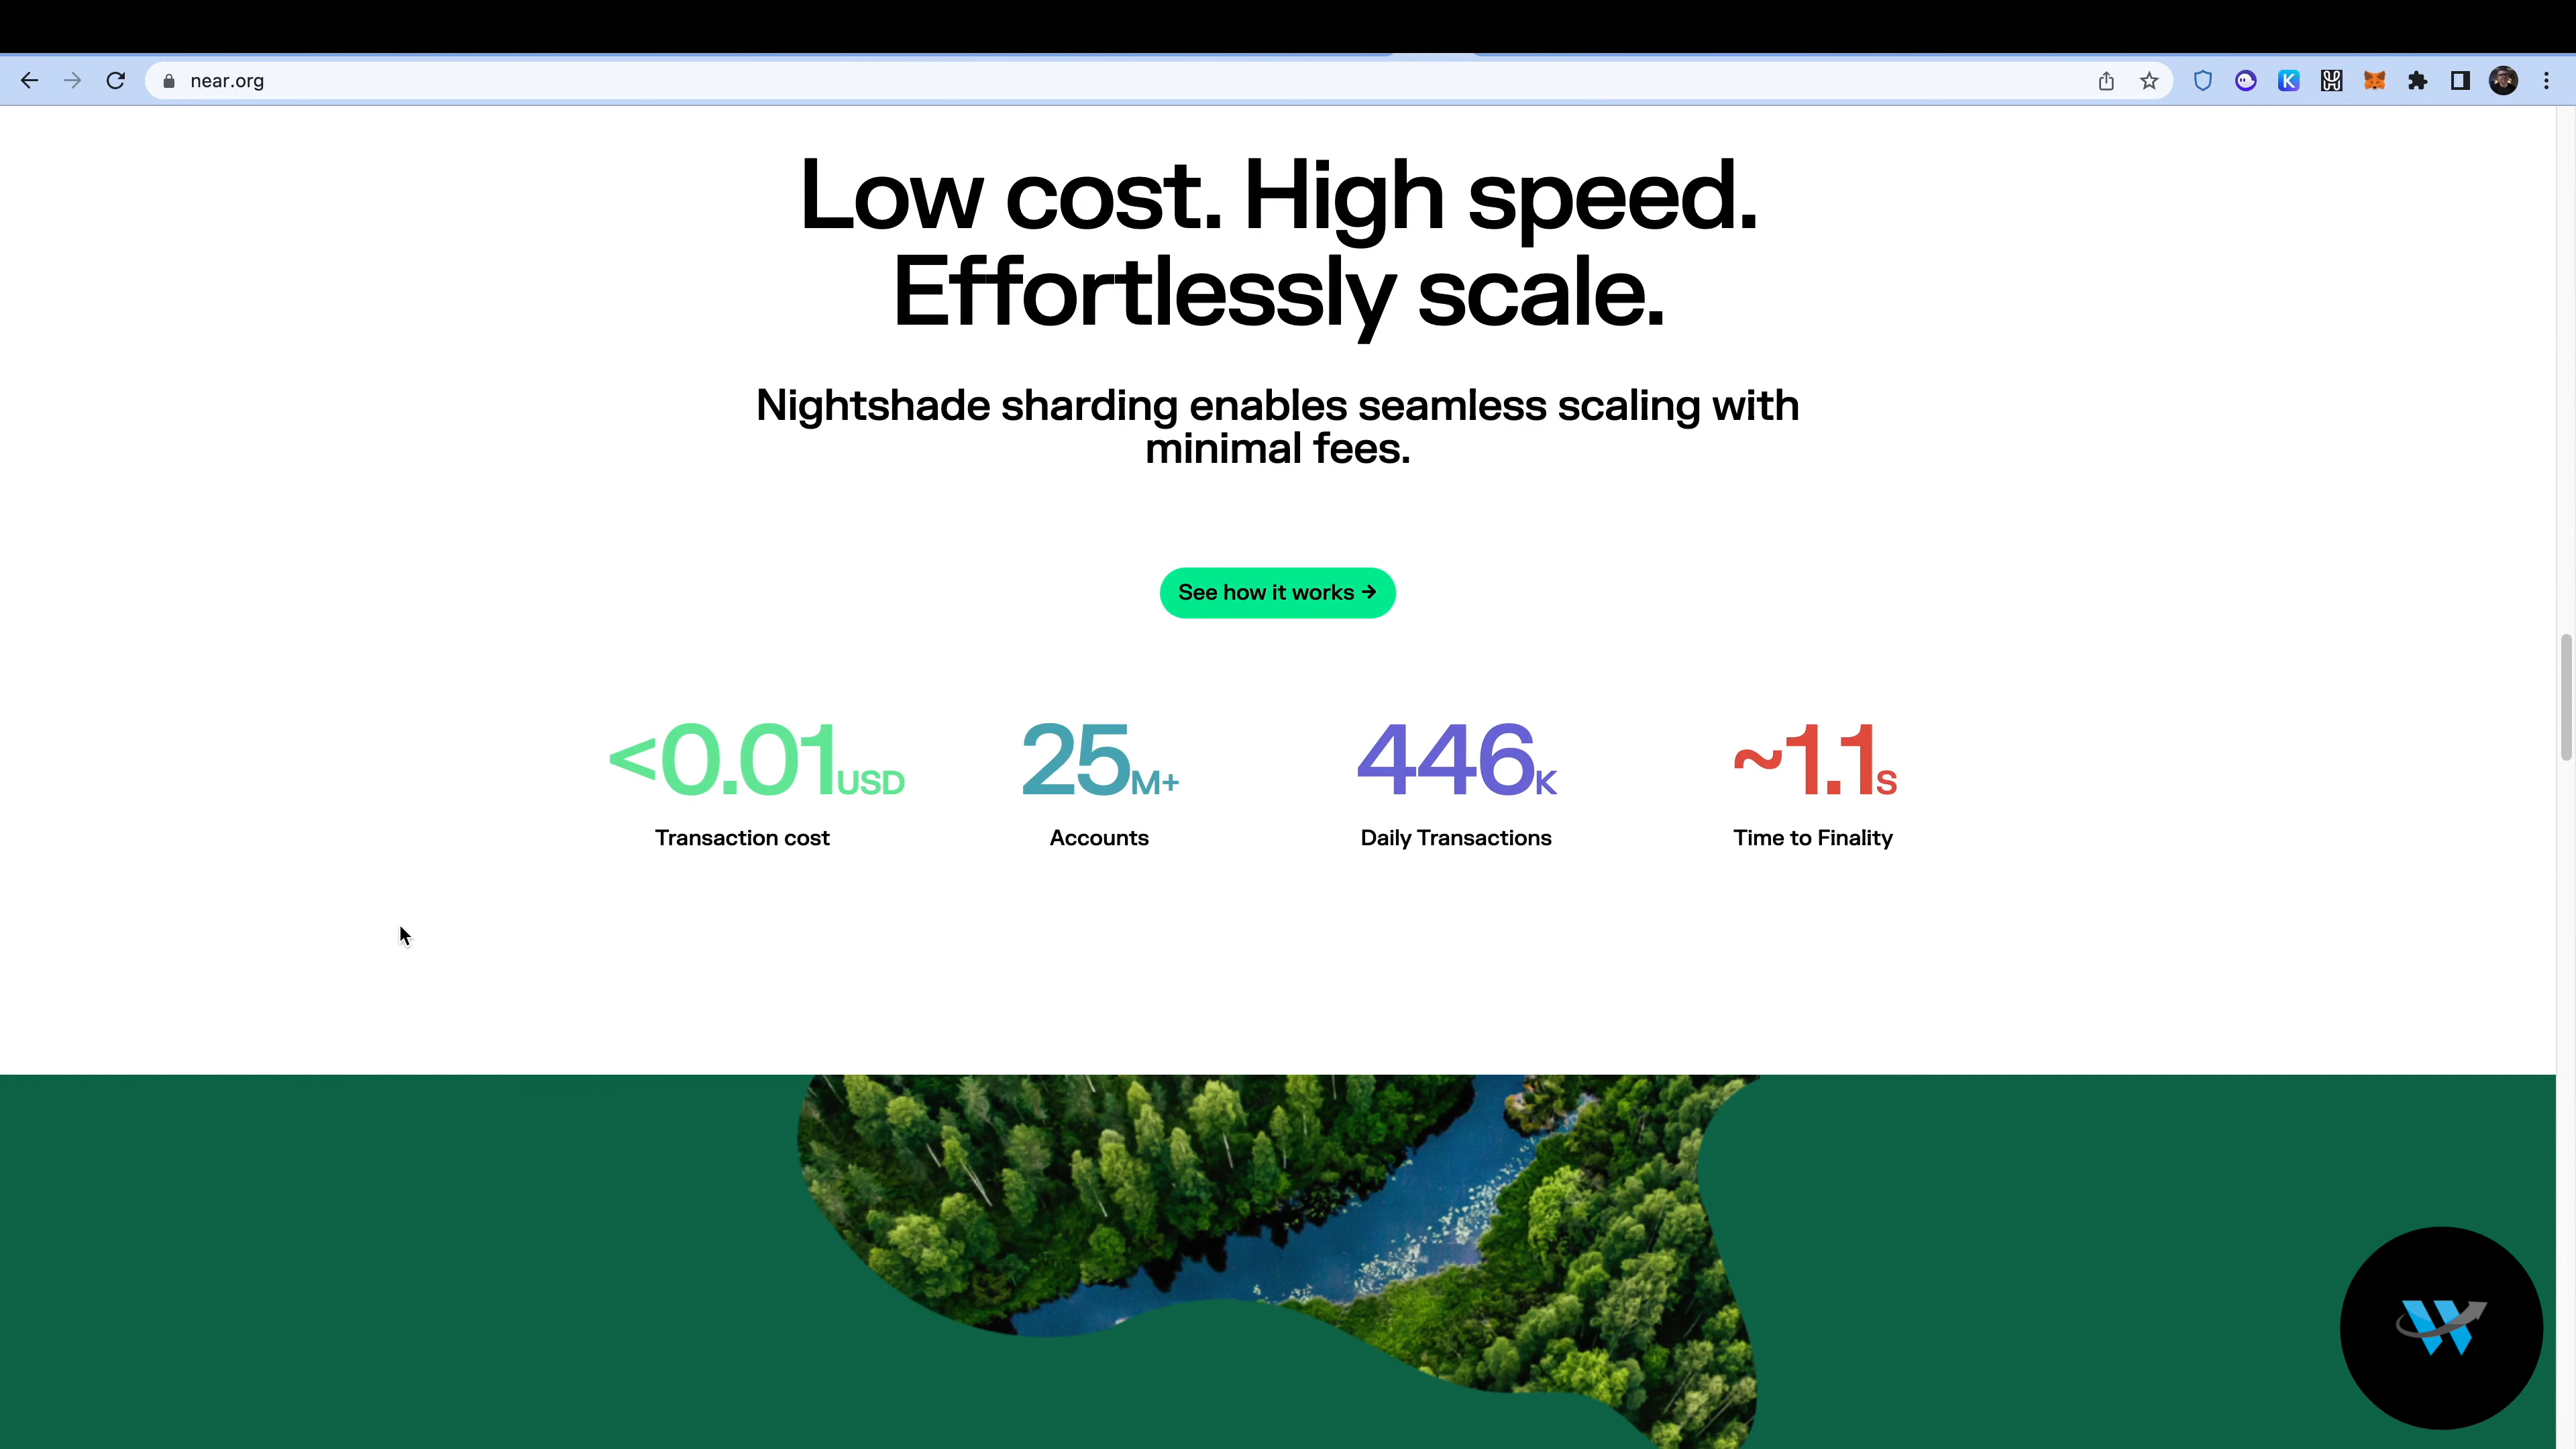 near.org
Low cost. High speed.
Effortlessly scale.
Nightshade sharding enables seamless scaling with
minimal fees.
See how it works →
<0.01USD
25M+
446K
~1.1S
Transaction cost
Accounts
Daily Transactions
Time to Finality